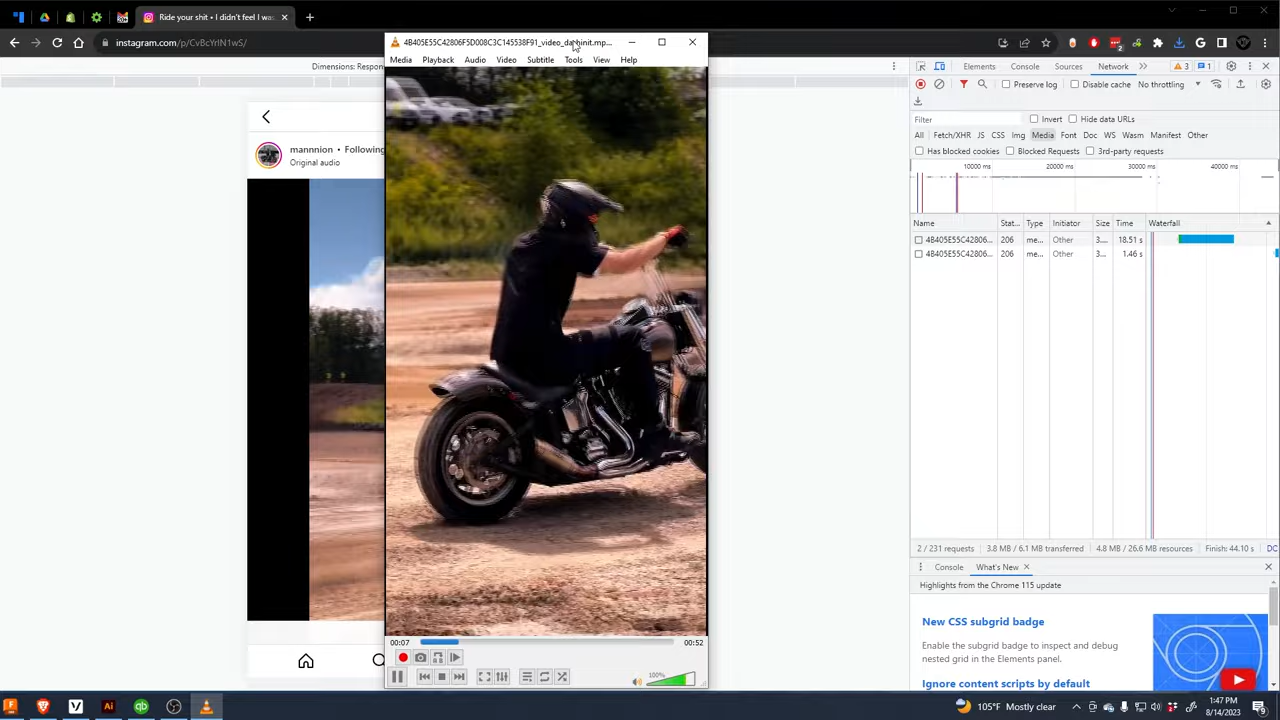 Ride your shit • I didn't feel I was...
instagram.com/p/CvBcYrIN1wS/
Dimensions: Respon
mannnion • Following
Original audio
4B405E55C42806F5D008C3C145538F91_video_dashinit.mp...
Media Playback Audio Video Subtitle Tools View Help
00:07
00:52
100%
Elements Console Sources Network
3 1
Preserve log Disable cache No throttling
Filter Invert Hide data URLs
All Fetch/XHR JS CSS Img Media Font Doc WS Wasm Manifest Other
Has blocked cookies Blocked Requests 3rd-party requests
10000 ms 20000 ms 30000 ms 40000 ms
Name Stat... Type Initiator Size Time Waterfall
4B405E55C42806... 206 me... Other 3.... 18.51 s
4B405E55C42806... 206 me... Other 3.... 1.46 s
2 / 231 requests 3.8 MB / 6.1 MB transferred 4.8 MB / 26.6 MB resources Finish: 44.10 s DC
Console What's New
Highlights from the Chrome 115 update
New CSS subgrid badge
Enable the subgrid badge to inspect and debug
nested grid in the Elements panel.
Ignore content scripts by default
Ai
qb
105°F Mostly clear
1:47 PM
8/14/2023